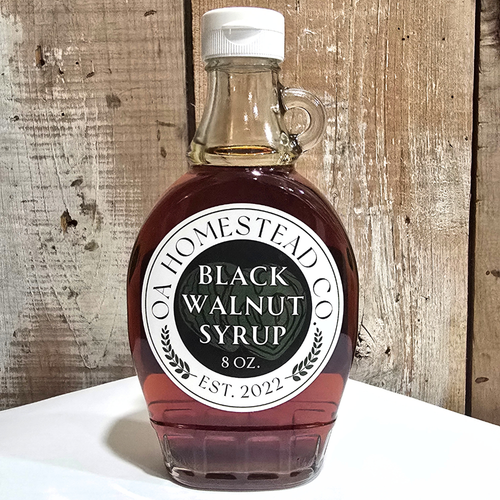 OA HOMESTEAD CO.
BLACK
WALNUT
SYRUP
8 OZ.
EST. 2022